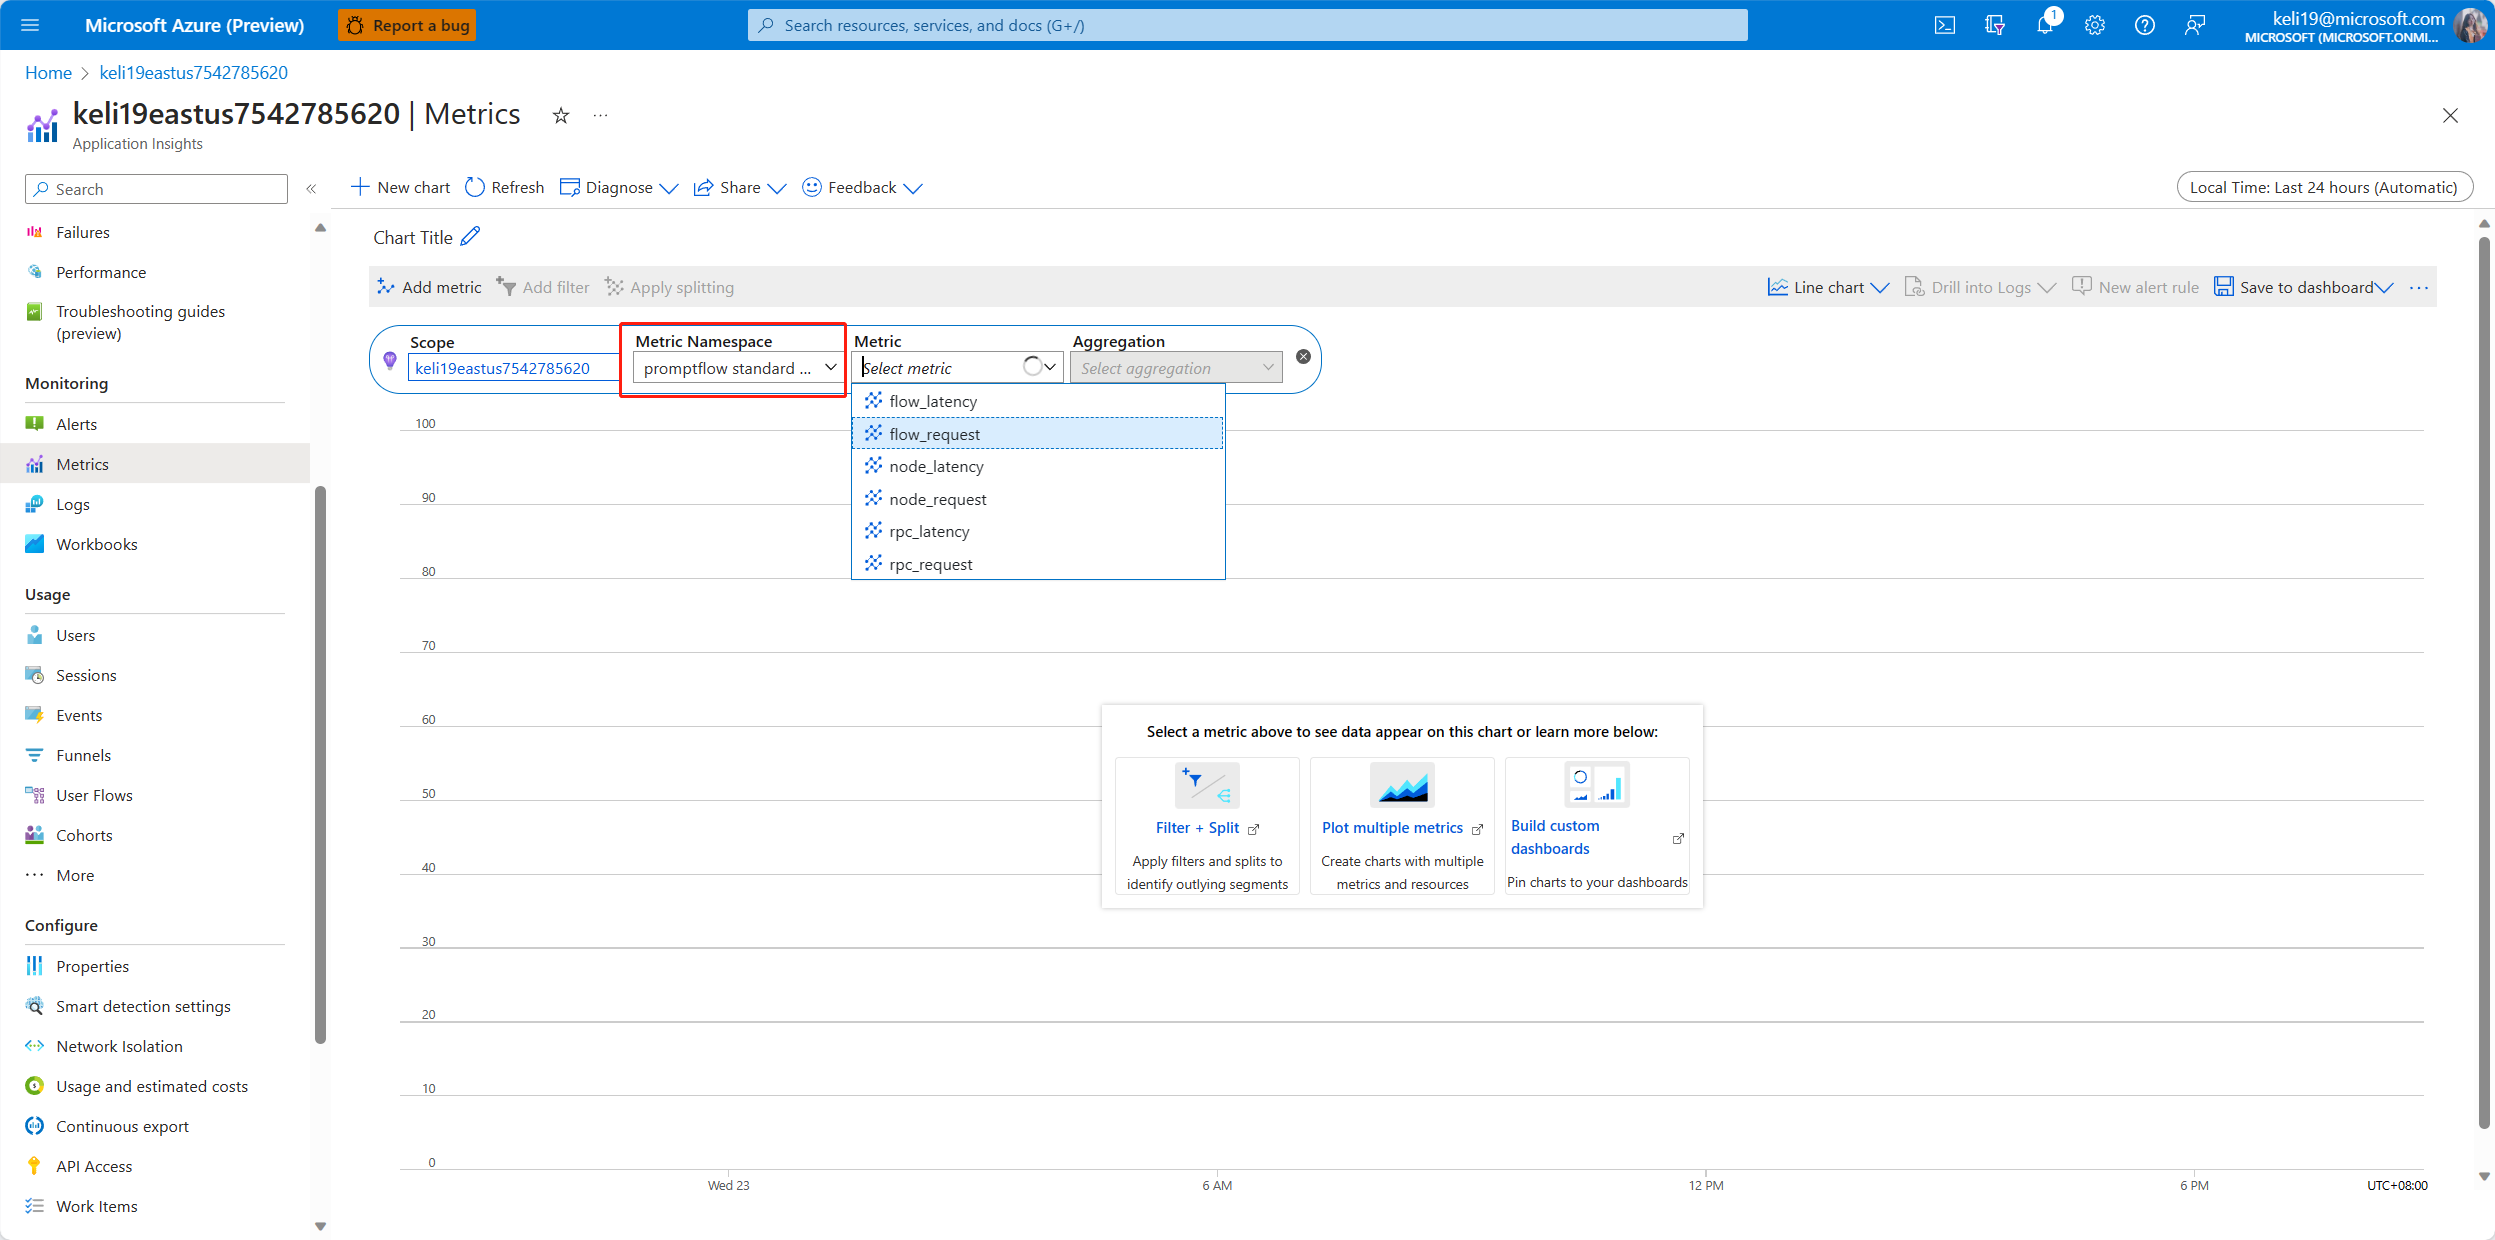 Microsoft Azure (Preview)
Report a bug
Search resources, services, and docs (G+/)
1
keli19@microsoft.com
MICROSOFT (MICROSOFT.ONMI...
Home > keli19eastus7542785620
keli19eastus7542785620 | Metrics
Application Insights
Search
New chart
Refresh
Diagnose
Share
Feedback
Local Time: Last 24 hours (Automatic)
Failures
Performance
Troubleshooting guides
(preview)
Monitoring
Alerts
Metrics
Logs
Workbooks
Usage
Users
Sessions
Events
Funnels
User Flows
Cohorts
More
Configure
Properties
Smart detection settings
Network Isolation
Usage and estimated costs
Continuous export
API Access
Work Items
Chart Title
Add metric
Add filter
Apply splitting
Line chart
Drill into Logs
New alert rule
Save to dashboard
Scope
keli19eastus7542785620
Metric Namespace
promptflow standard ...
Metric
Select metric
Aggregation
Select aggregation
flow_latency
flow_request
node_latency
node_request
rpc_latency
rpc_request
100
90
80
70
60
50
40
30
20
10
0
Select a metric above to see data appear on this chart or learn more below:
Filter + Split
Apply filters and splits to
identify outlying segments
Plot multiple metrics
Create charts with multiple
metrics and resources
Build custom
dashboards
Pin charts to your dashboards
Wed 23
6 AM
12 PM
6 PM
UTC+08:00